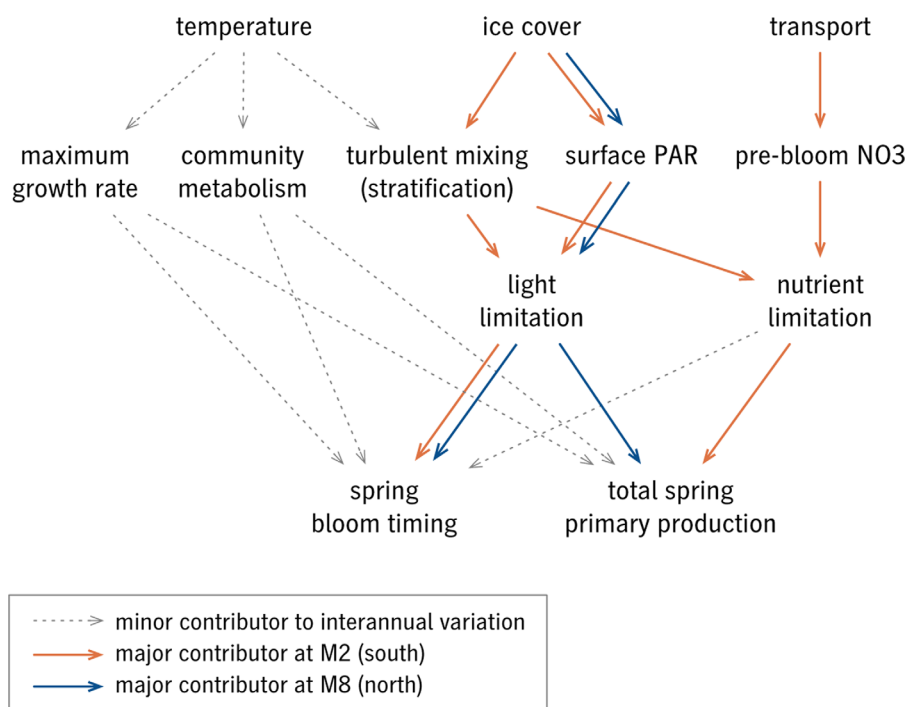 temperature
ice cover
transport
maximum
growth rate
community
metabolism
turbulent mixing
(stratification)
surface PAR
pre-bloom NO3
light
limitation
nutrient
limitation
spring
bloom timing
total spring
primary production
minor contributor to interannual variation
major contributor at M2 (south)
major contributor at M8 (north)